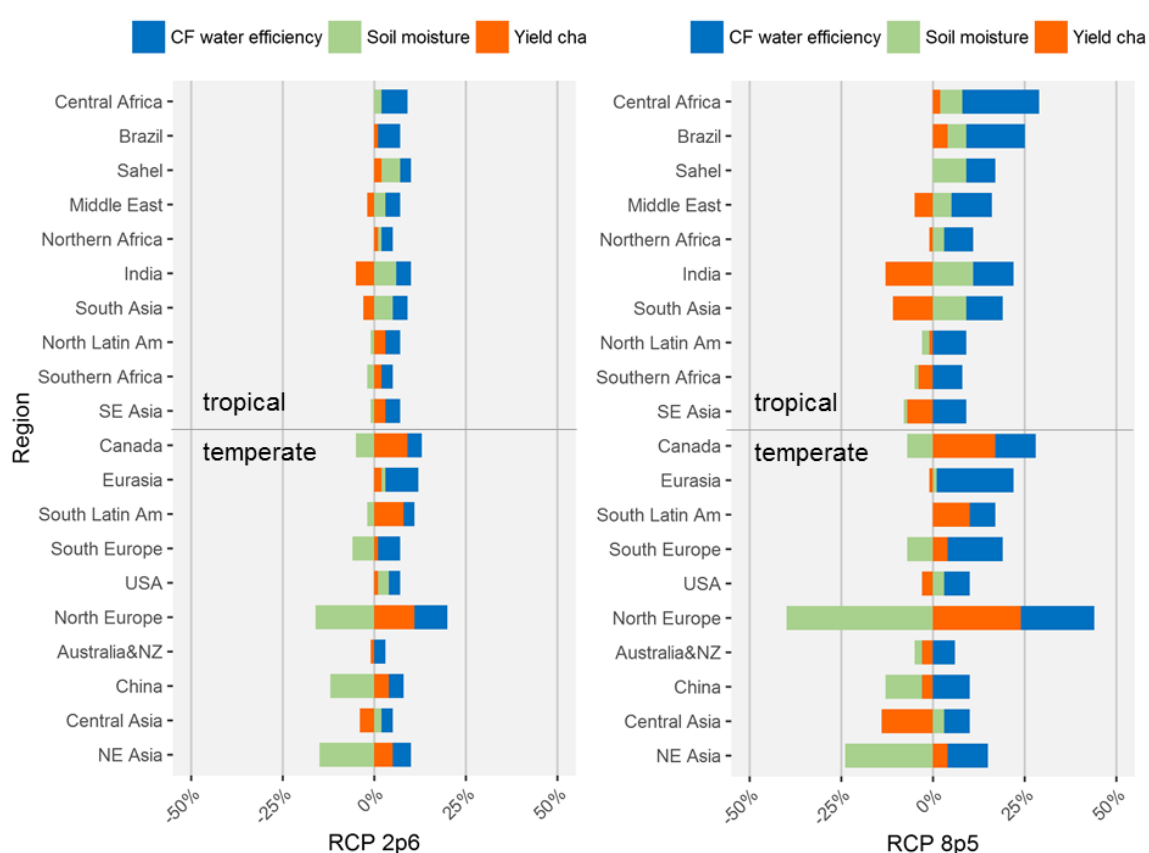 CF water efficiency Soil moisture Yield cha
CF water efficiency Soil moisture Yield cha
Region
Central Africa
Brazil
Sahel
Middle East
Northern Africa
India
South Asia
North Latin Am
Southern Africa
SE Asia
Canada
Eurasia
South Latin Am
South Europe
USA
North Europe
Australia&NZ
China
Central Asia
NE Asia
tropical
temperate
-50% -25% 0% 25% 50%
RCP 2p6
Central Africa
Brazil
Sahel
Middle East
Northern Africa
India
South Asia
North Latin Am
Southern Africa
SE Asia
Canada
Eurasia
South Latin Am
South Europe
USA
North Europe
Australia&NZ
China
Central Asia
NE Asia
tropical
temperate
-50% -25% 0% 25% 50%
RCP 8p5